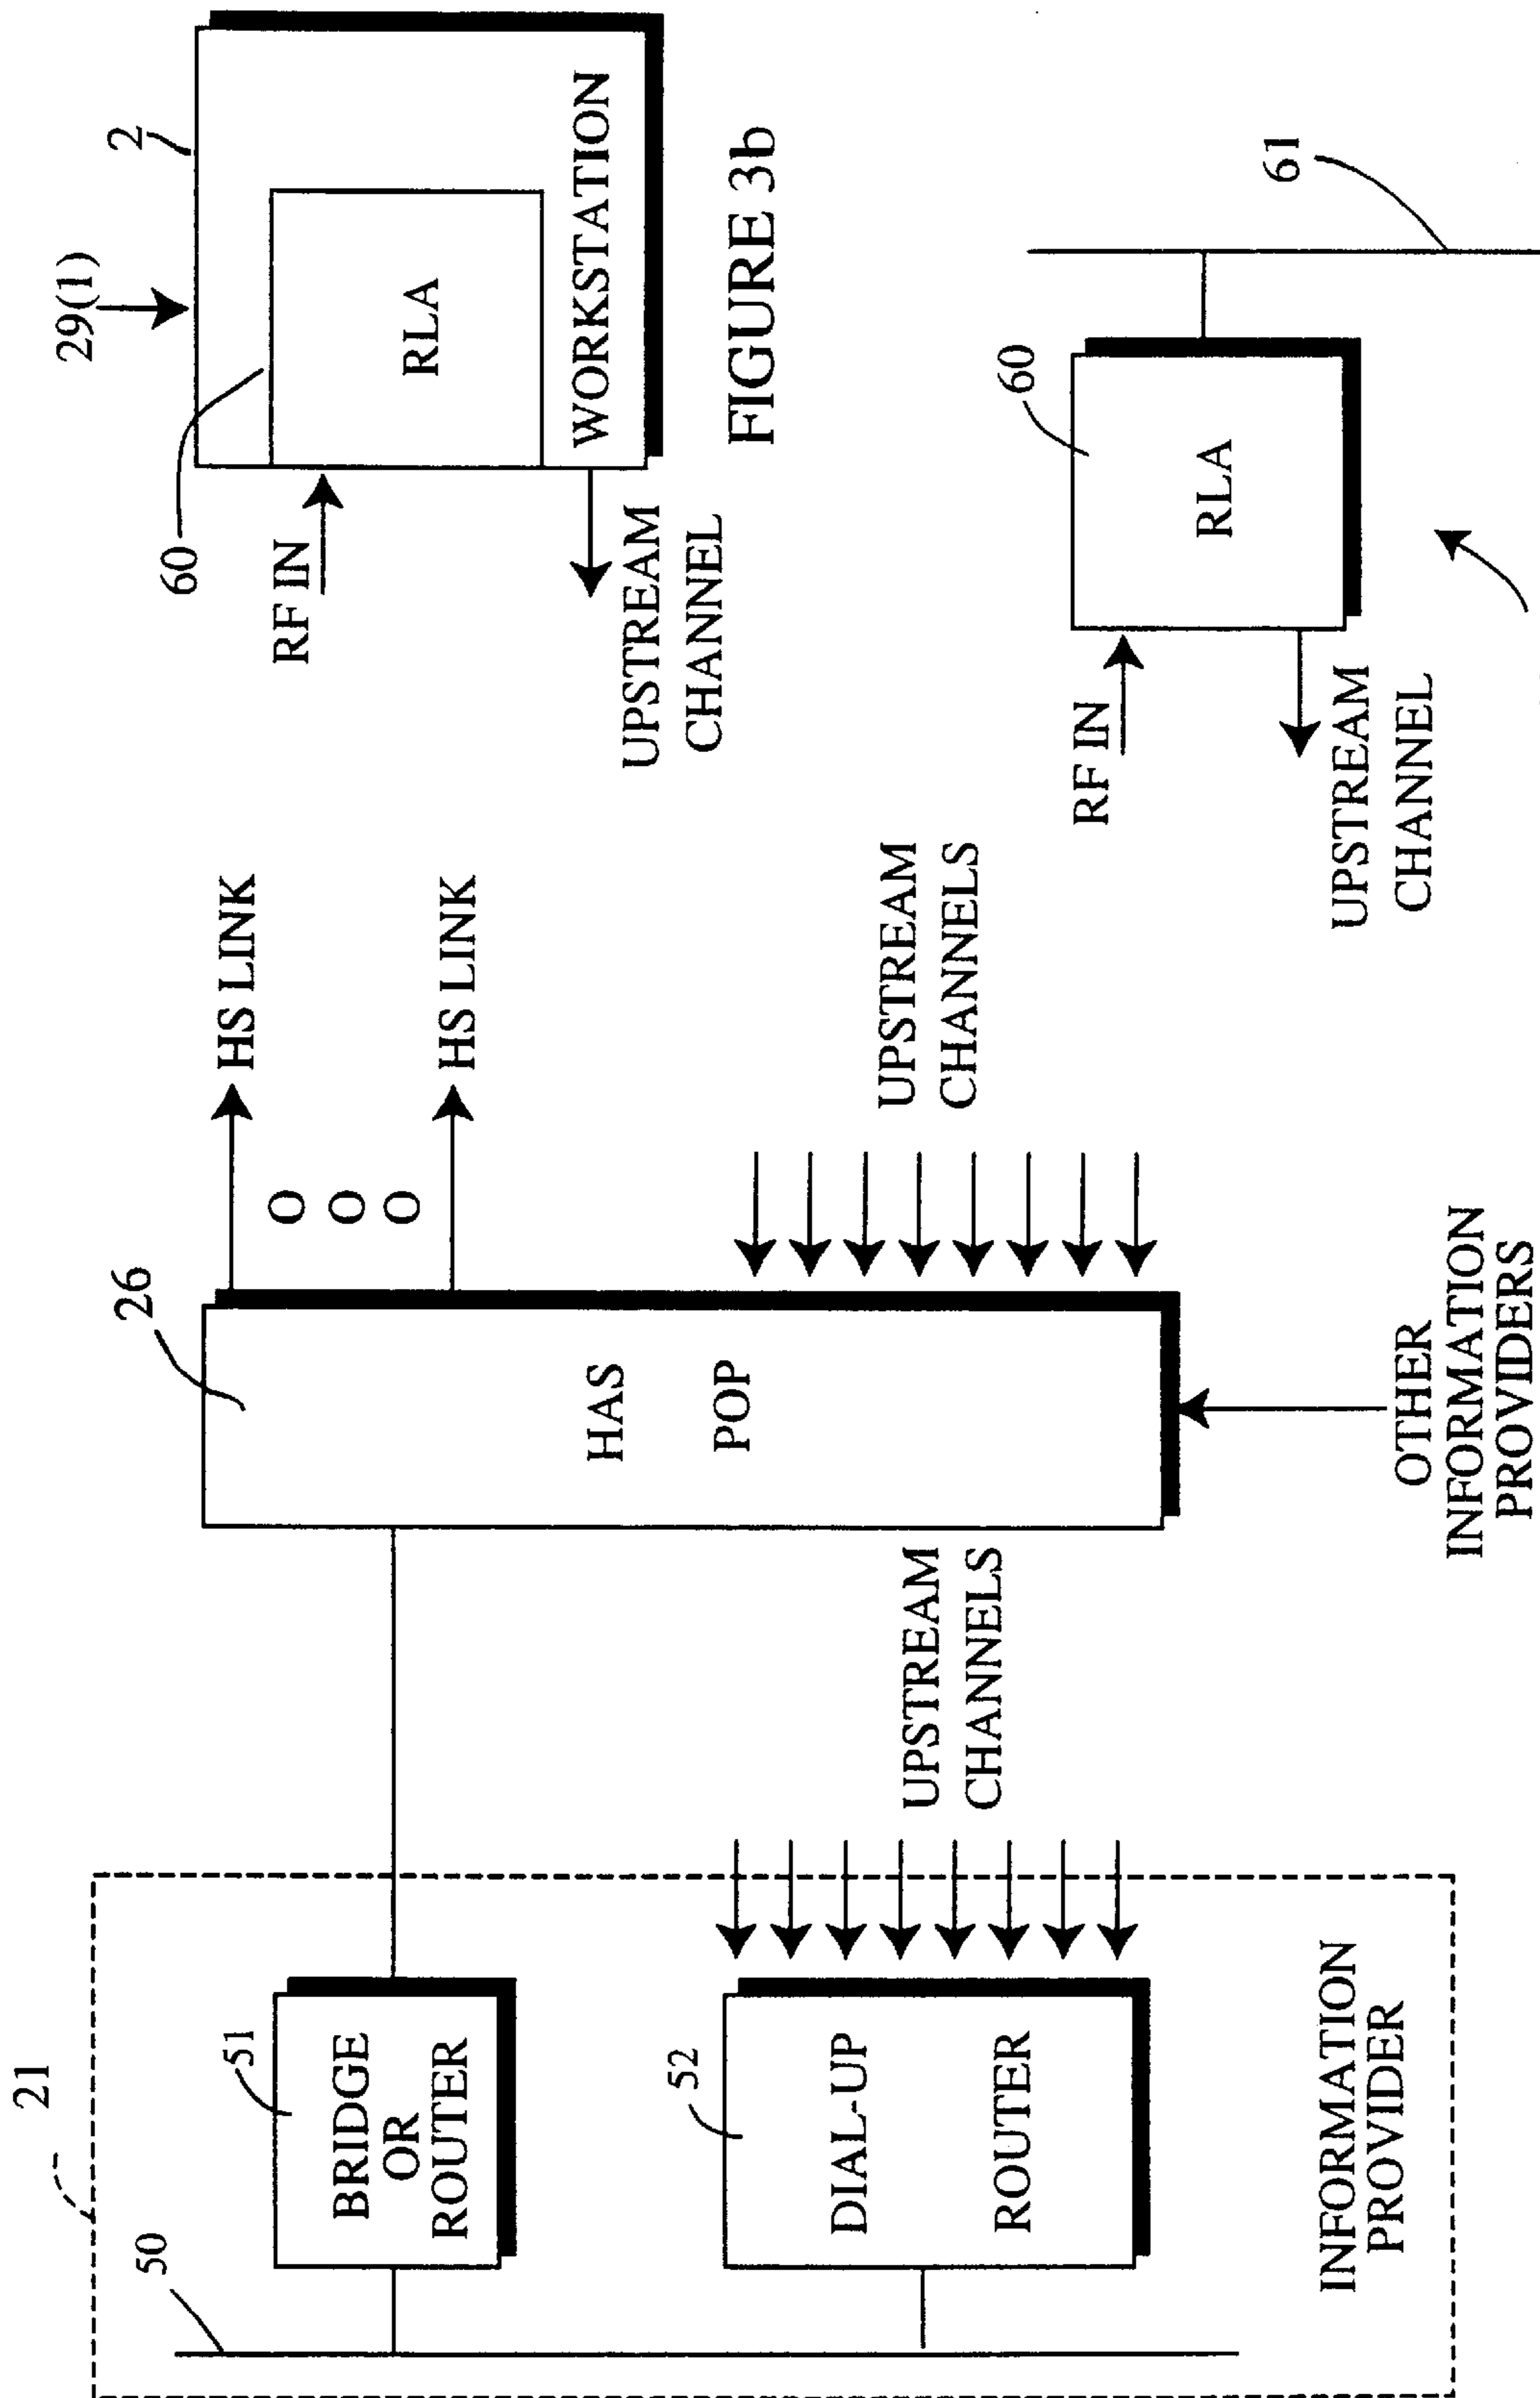 21
50
51
BRIDGE
OR
ROUTER
52
DIAL-UP
ROUTER
INFORMATION
PROVIDER
UPSTREAM
CHANNELS
26
HAS
POP
HS LINK
O O O
HS LINK
UPSTREAM
CHANNELS
OTHER
INFORMATION
PROVIDERS
29(1)
2
60
RF IN
RLA
WORKSTATION
UPSTREAM
CHANNEL
FIGURE 3b
60
61
RF IN
RLA
UPSTREAM
CHANNEL